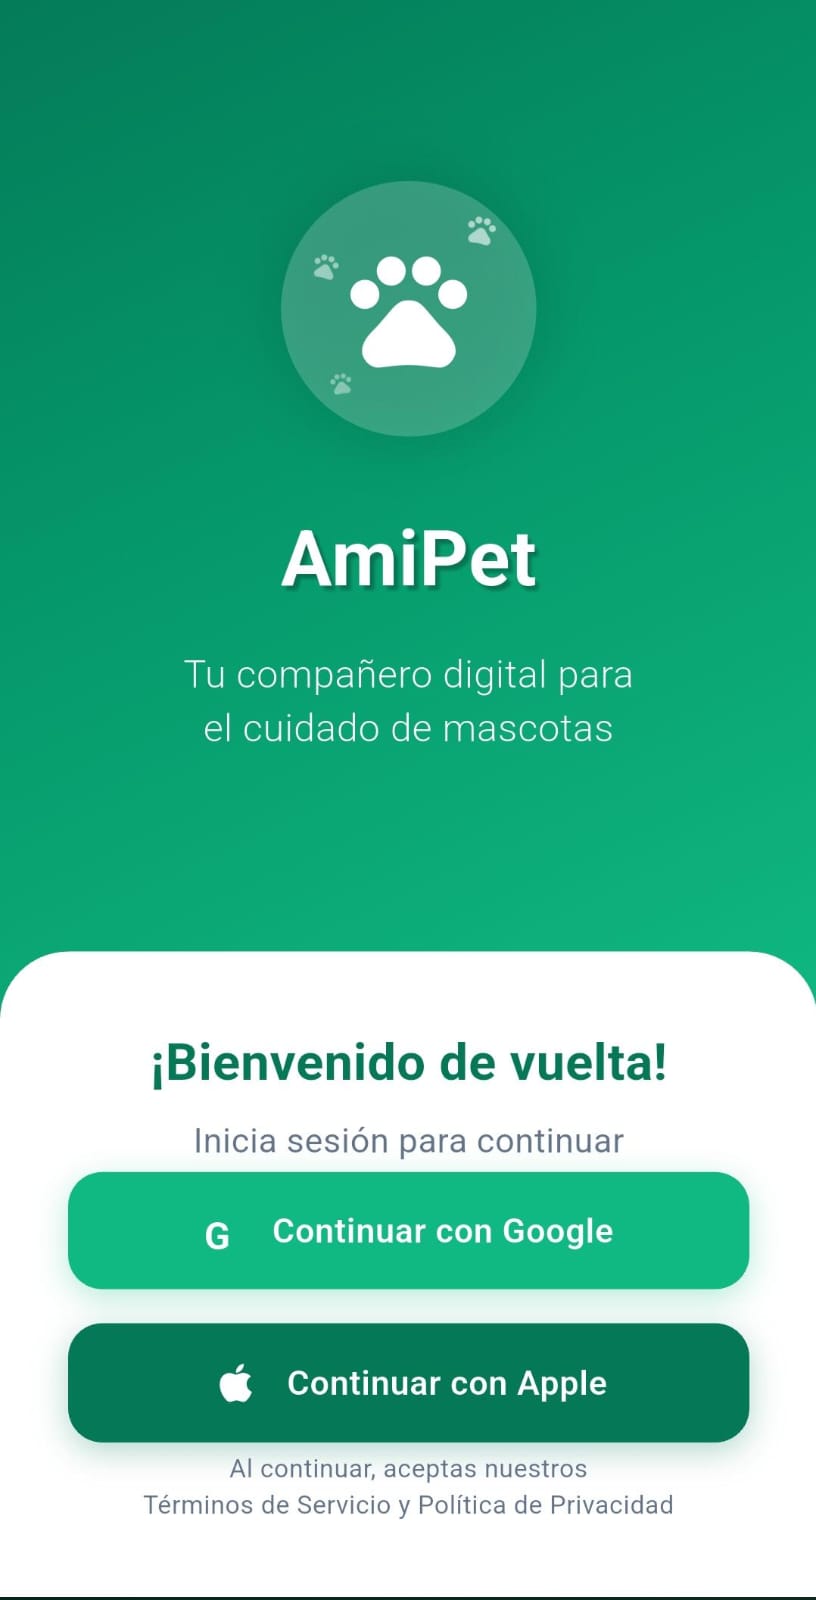 AmiPet
Tu compañero digital para
el cuidado de mascotas
¡Bienvenido de vuelta!
Inicia sesión para continuar
G Continuar con Google
Continuar con Apple
Al continuar, aceptas nuestros
Términos de Servicio y Política de Privacidad